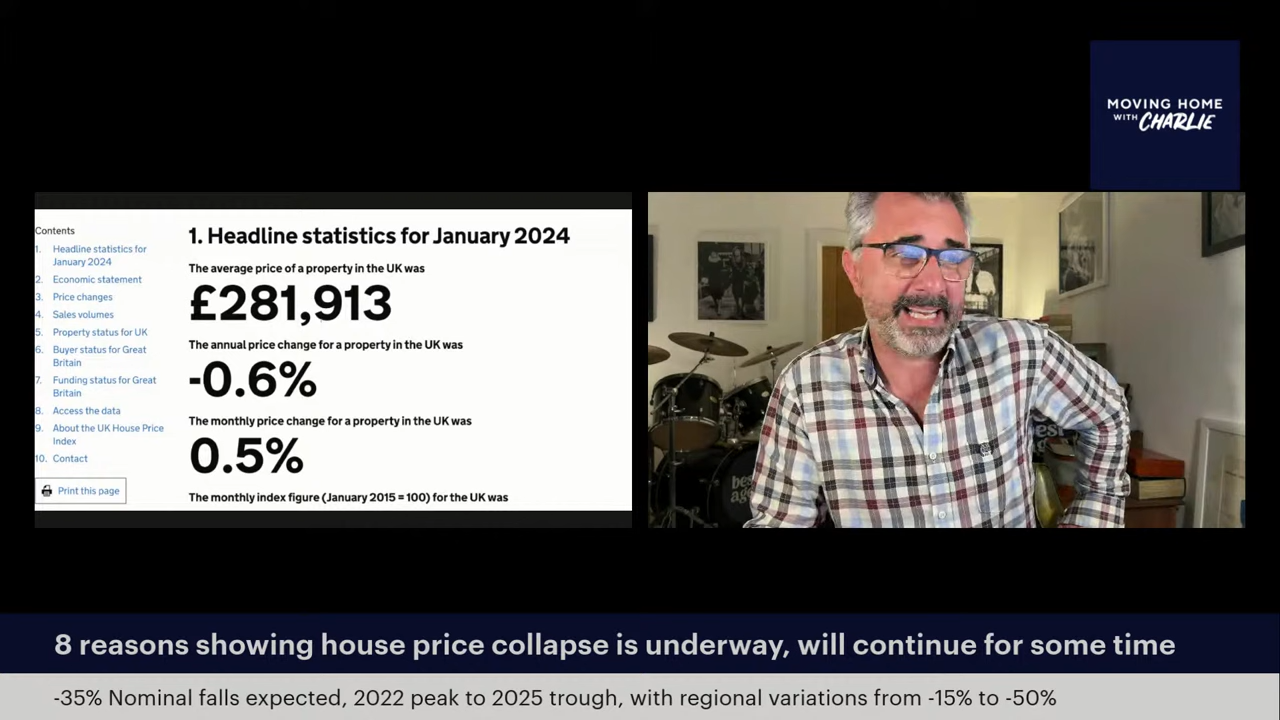 MOVING HOME
WITH CHARLIE
Contents
1. Headline statistics for
January 2024
2. Economic statement
3. Price changes
4. Sales volumes
5. Property status for UK
6. Buyer status for Great
Britain
7. Funding status for Great
Britain
8. Access the data
9. About the UK House Price
Index
10. Contact
Print this page
1. Headline statistics for January 2024
The average price of a property in the UK was
£281,913
The annual price change for a property in the UK was
-0.6%
The monthly price change for a property in the UK was
0.5%
The monthly index figure (January 2015 = 100) for the UK was
8 reasons showing house price collapse is underway, will continue for some time
-35% Nominal falls expected, 2022 peak to 2025 trough, with regional variations from -15% to -50%